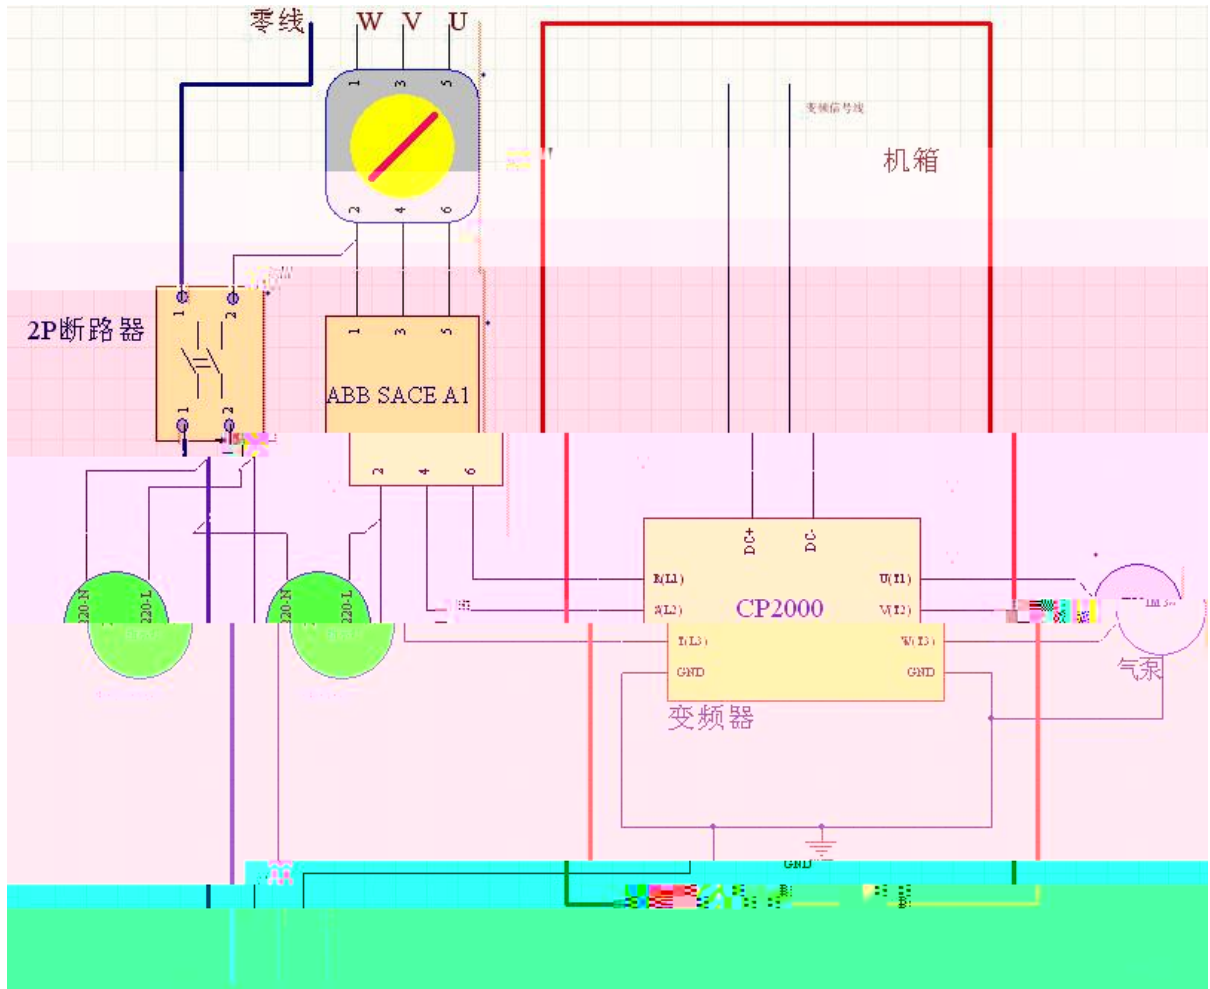 零线 W V U
1 3 5
变频信号线
机箱
2 4 6
1 2
2P断路器
1 3 5
ABB SACE A1
1 2
2 4 6
DC+ DC-
R(L1) U(T1)
220-N 220-L 220-N 220-L
S(L2) CP2000 V(T2)
T(L3) W(T3)
GND GND
气泵
变频器
GND